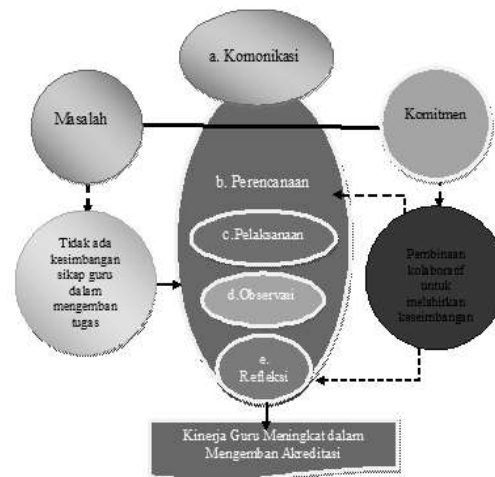 a. Komonikasi
Masalah
Komitmen
b. Perencanaan
c.Pelaksanaan
d.Observasi
e.
Refleksi
Tidak ada
kesimbangan
sikap guru
dalam
mengemban
tugas
Pembinaan
kolaboratif
untuk
melahirkan
keseimbangan
Kinerja Guru Meningkat dalam
Mengemban Akreditasi